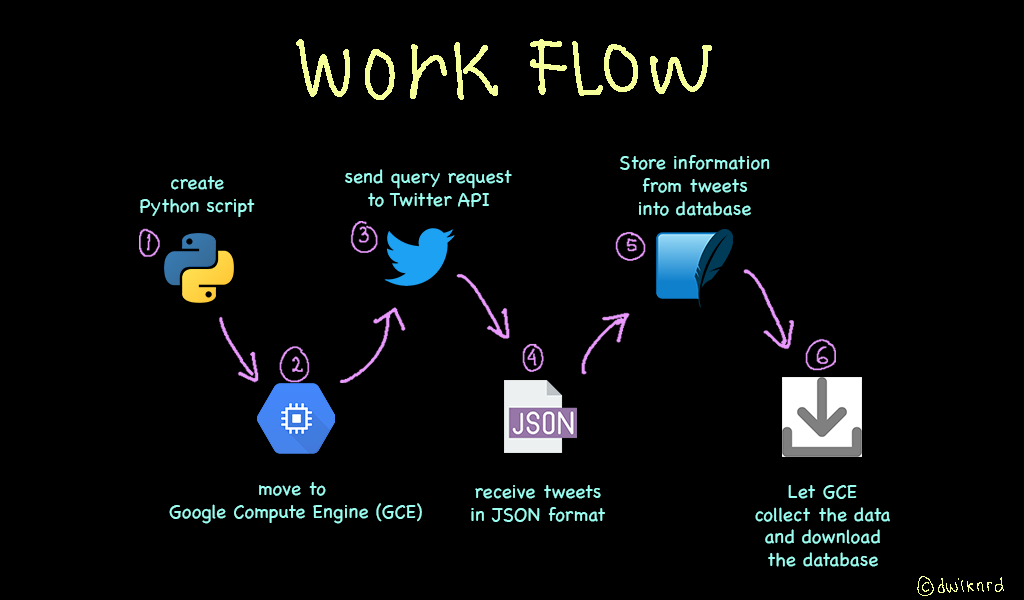 Work Flow
create
Python script
1
2
move to
Google Compute Engine (GCE)
send query request
to Twitter API
3
4
JSON
receive tweets
in JSON format
Store information
from tweets
into database
5
6
Let GCE
collect the data
and download
the database
©dwiknrd